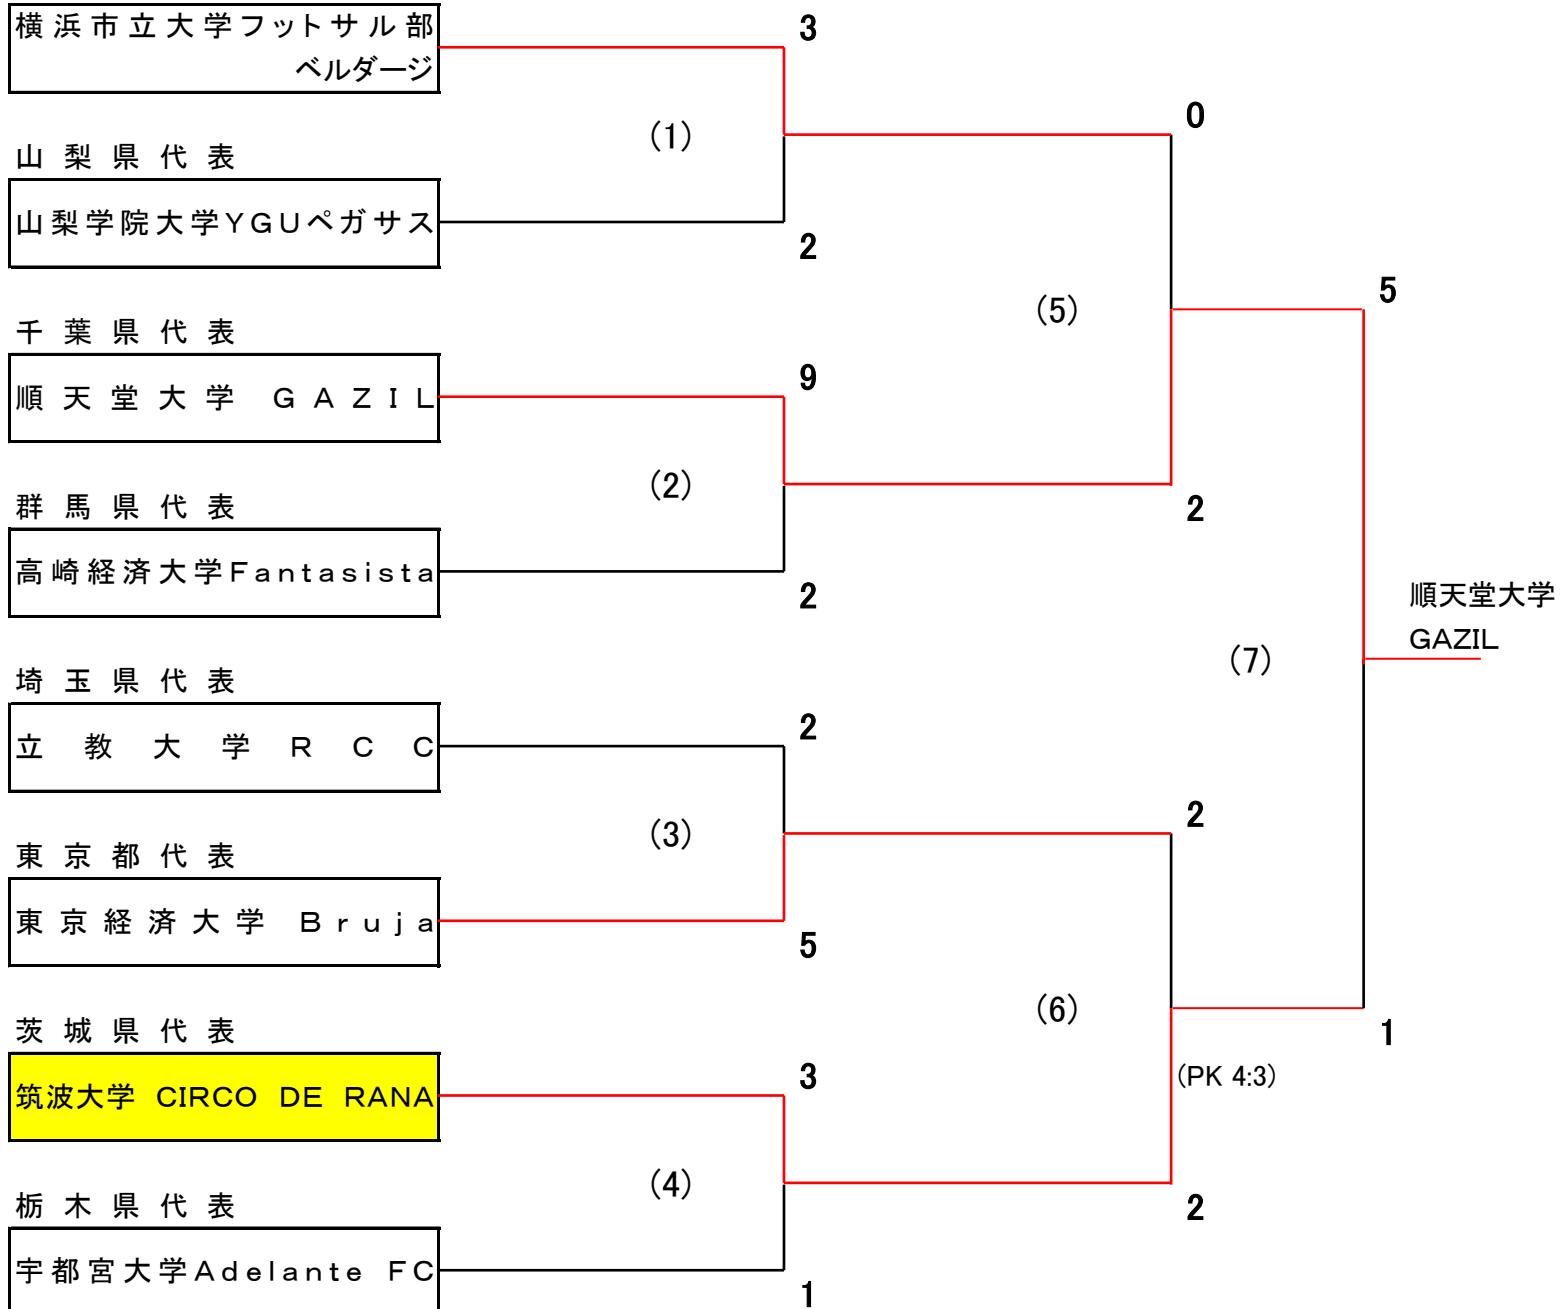 横浜市立大学フットサル部
ベルダージ
3
(1)
0
山梨県代表
山梨学院大学YGUペガサス
2
千葉県代表
(5)
5
順天堂大学 GAZIL
9
(2)
群馬県代表
2
高崎経済大学Fantasista
2
順天堂大学
GAZIL
(7)
埼玉県代表
立教大学RCC
2
(3)
2
東京都代表
東京経済大学 Bruja
5
(6)
茨城県代表
1
筑波大学 CIRCO DE RANA
3
(PK 4:3)
(4)
栃木県代表
2
宇都宮大学Adelante FC
1